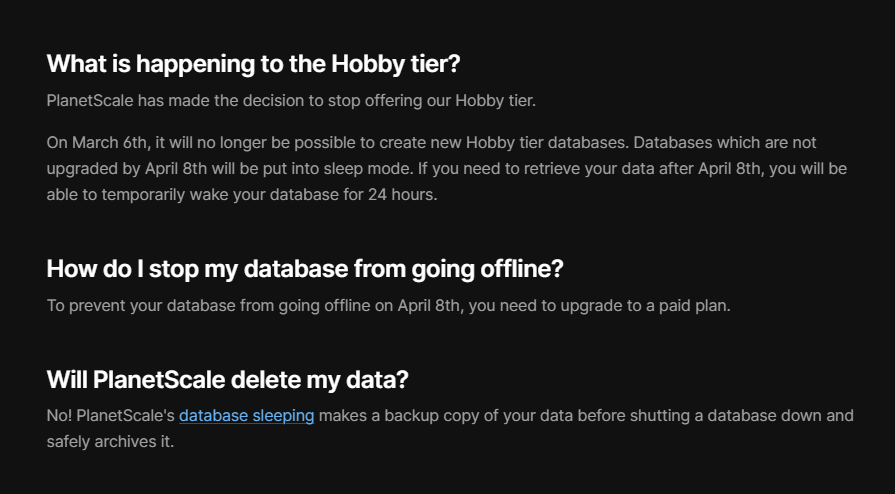 What is happening to the Hobby tier?
PlanetScale has made the decision to stop offering our Hobby tier.
On March 6th, it will no longer be possible to create new Hobby tier databases. Databases which are not
upgraded by April 8th will be put into sleep mode. If you need to retrieve your data after April 8th, you will be
able to temporarily wake your database for 24 hours.
How do I stop my database from going offline?
To prevent your database from going offline on April 8th, you need to upgrade to a paid plan.
Will PlanetScale delete my data?
No! PlanetScale's database sleeping makes a backup copy of your data before shutting a database down and
safely archives it.